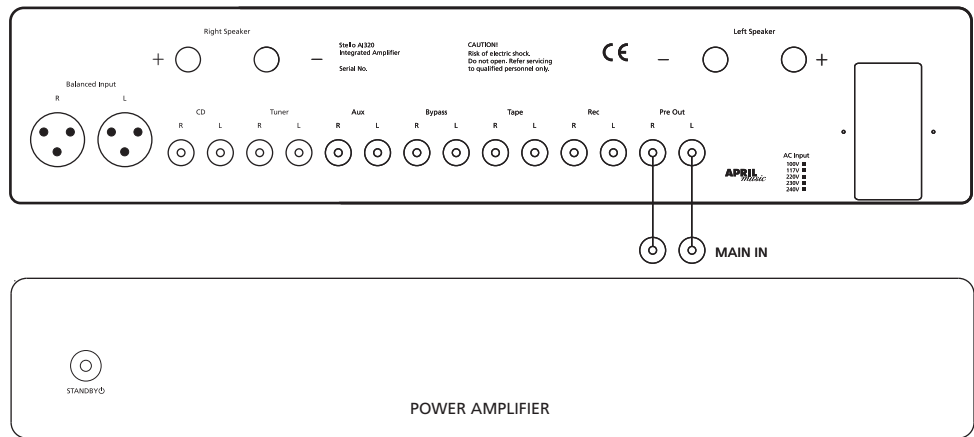 Right Speaker
+
–
Stello AI320
Integrated Amplifier
Serial No.
CAUTION!
Risk of electric shock.
Do not open. Refer servicing
to qualified personnel only.
CE
Left Speaker
–
+
Balanced Input
R L
CD Tuner Aux Bypass Tape Rec Pre Out
R L R L R L R L R L R L R L
APRIL
music
AC Input
100V
117V
220V
230V
240V
MAIN IN
STANDBY
POWER AMPLIFIER